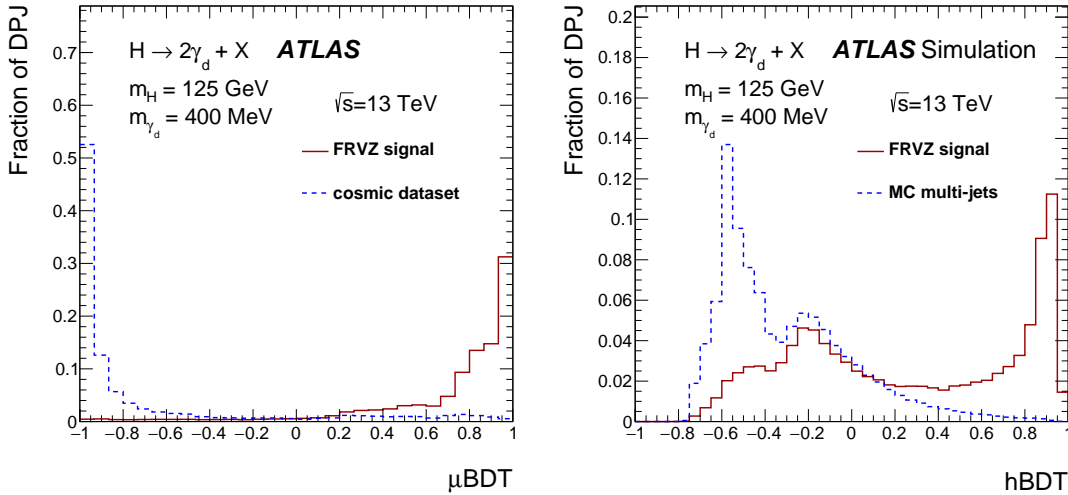 Fraction of DPJ
0.7
0.6
0.5
0.4
0.3
0.2
0.1
0
H → 2γd + X ATLAS
mH = 125 GeV
mγd = 400 MeV
√s=13 TeV
FRVZ signal
cosmic dataset
−1 −0.8 −0.6 −0.4 −0.2 0 0.2 0.4 0.6 0.8 1
μBDT
Fraction of DPJ
0.2
0.18
0.16
0.14
0.12
0.1
0.08
0.06
0.04
0.02
0
H → 2γd + X ATLAS Simulation
mH = 125 GeV
mγd = 400 MeV
√s=13 TeV
FRVZ signal
MC multi-jets
−1 −0.8 −0.6 −0.4 −0.2 0 0.2 0.4 0.6 0.8 1
hBDT